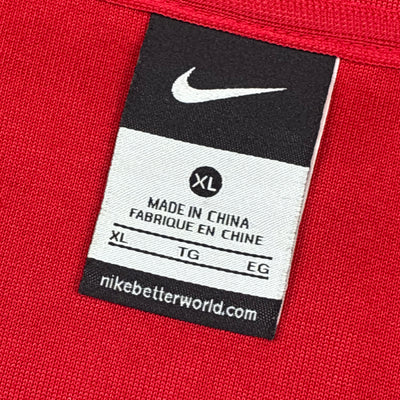 XL
MADE IN CHINA
FABRIQUE EN CHINE
XL TG EG
nikebetterworld.com